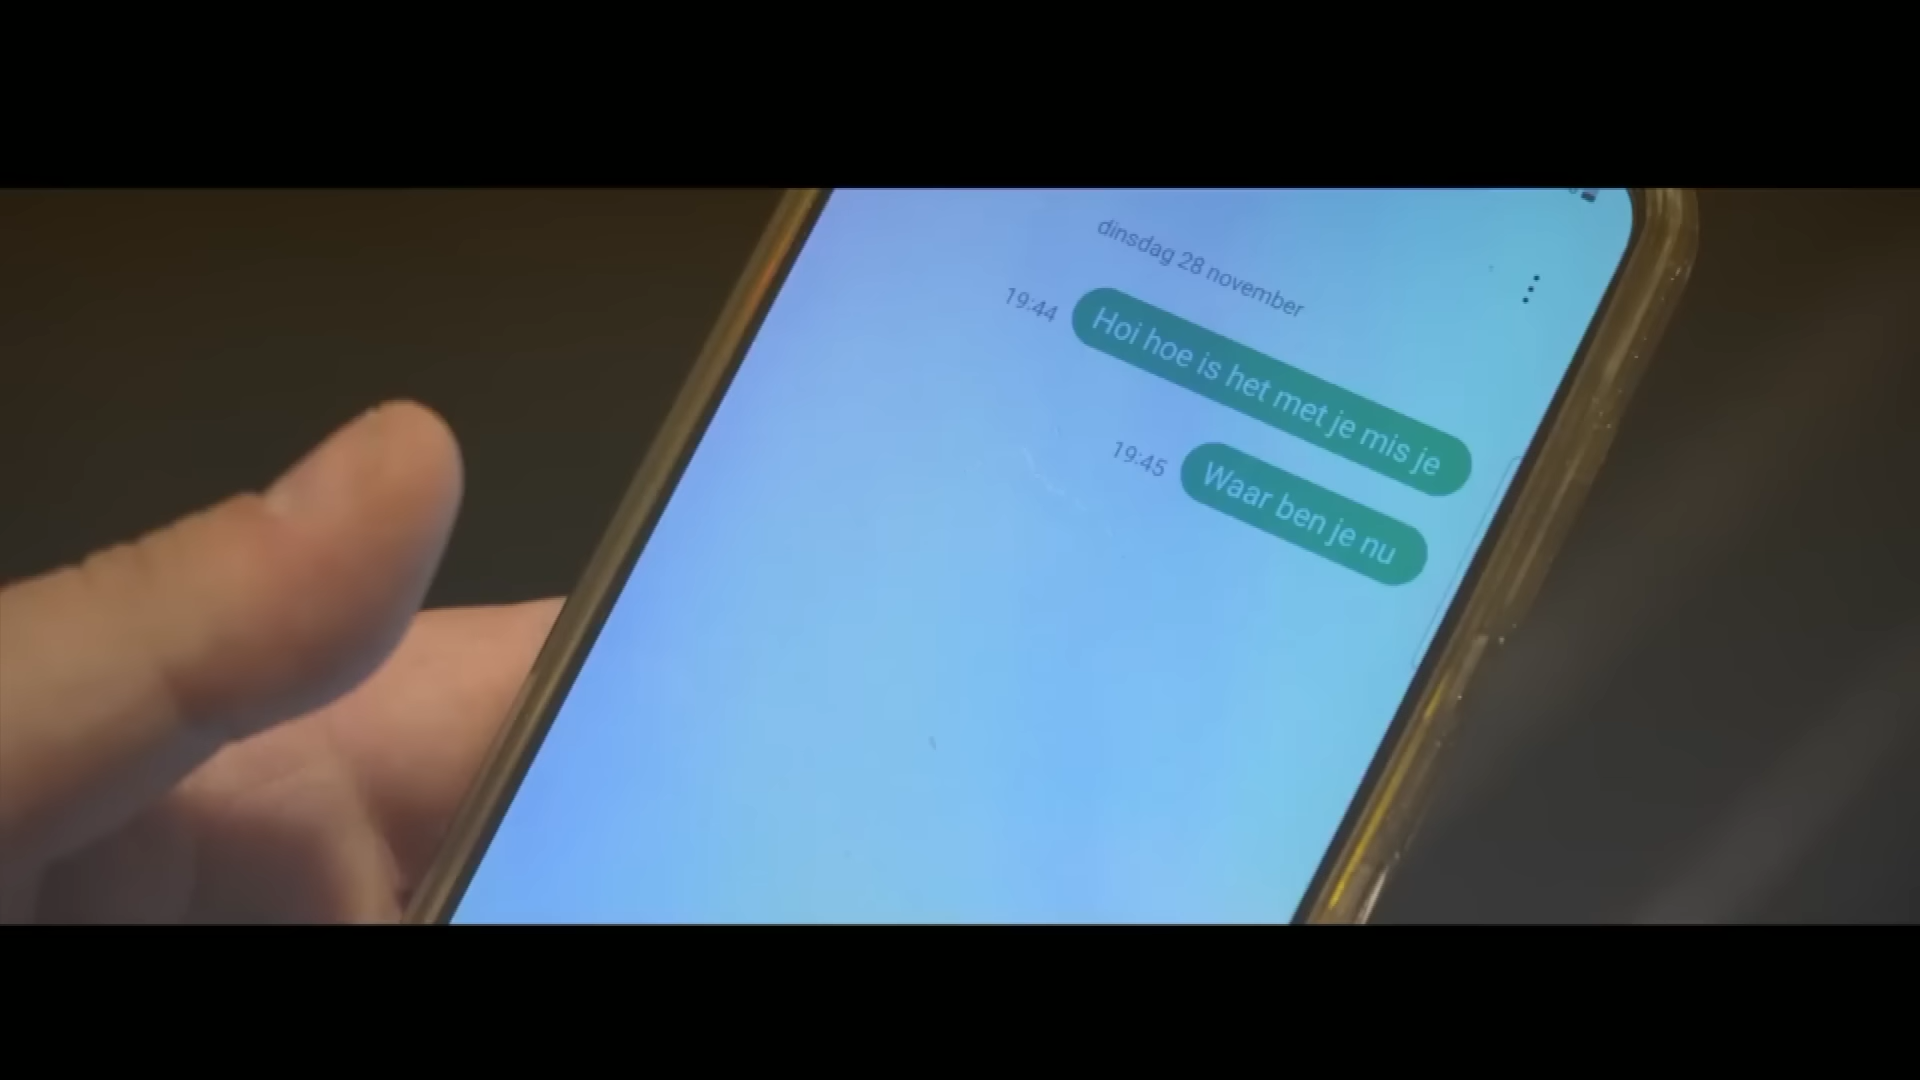 dinsdag 28 november
19:44 Hoi hoe is het met je mis je
19:45 Waar ben je nu